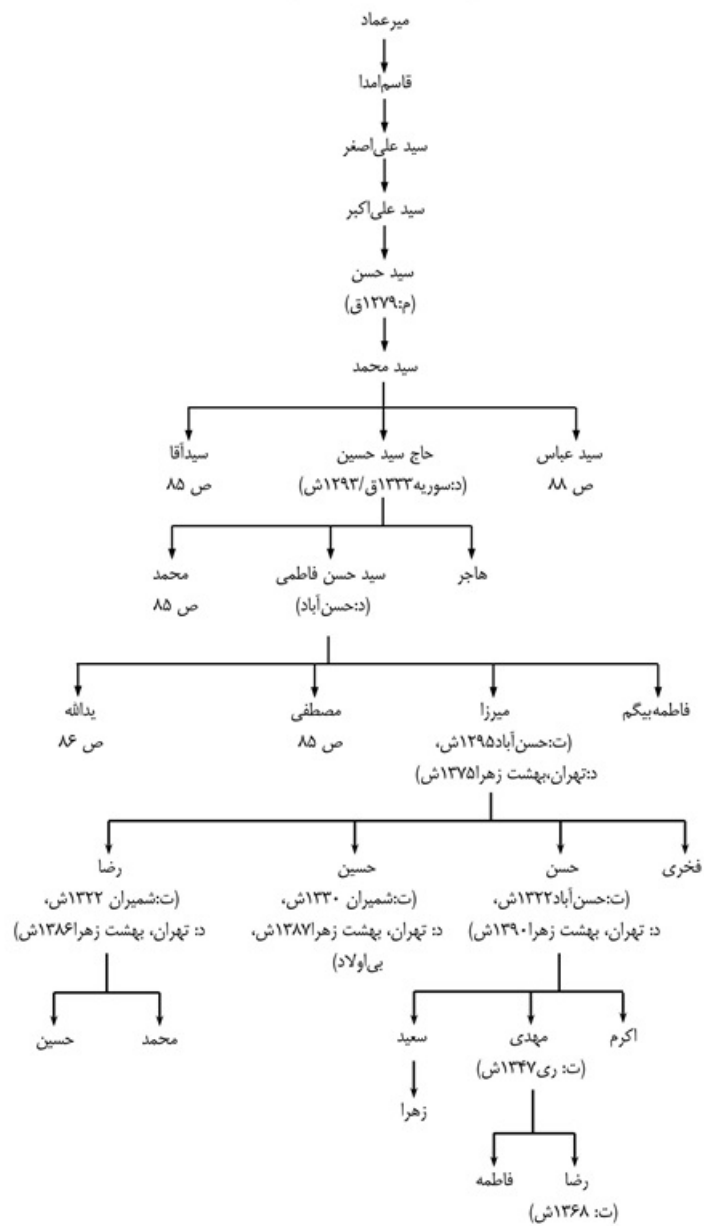 میرعماد
قاسم‌امدا
سید علی‌اصغر
سید علی‌اکبر
سید حسن
(م:۱۲۷۹ق)
سید محمد
سید عباس
ص ۸۸
حاج سید حسین
(د:سوریه۱۳۳۳ق/۱۲۹۳ش)
سیدآقا
ص ۸۵
هاجر
سید حسن فاطمی
(د:حسن‌آباد)
محمد
ص ۸۵
فاطمه‌بیگم
میرزا
(ت:حسن‌آباد۱۲۹۵ش،
د:تهران،بهشت زهرا۱۳۷۵ش)
مصطفی
ص ۸۵
یدالله
ص ۸۶
فخری
حسن
(ت:حسن‌آباد۱۳۲۲ش،
د: تهران، بهشت زهرا۱۳۹۰ش)
حسین
(ت:شمیران ۱۳۳۰ش،
د: تهران، بهشت زهرا۱۳۸۷ش،
بی‌اولاد)
رضا
(ت:شمیران ۱۳۲۲ش،
د: تهران، بهشت زهرا۱۳۸۶ش)
اکرم
مهدی
(ت: ری۱۳۴۷ش)
سعید
زهرا
محمد
حسین
رضا
(ت: ۱۳۶۸ش)
فاطمه